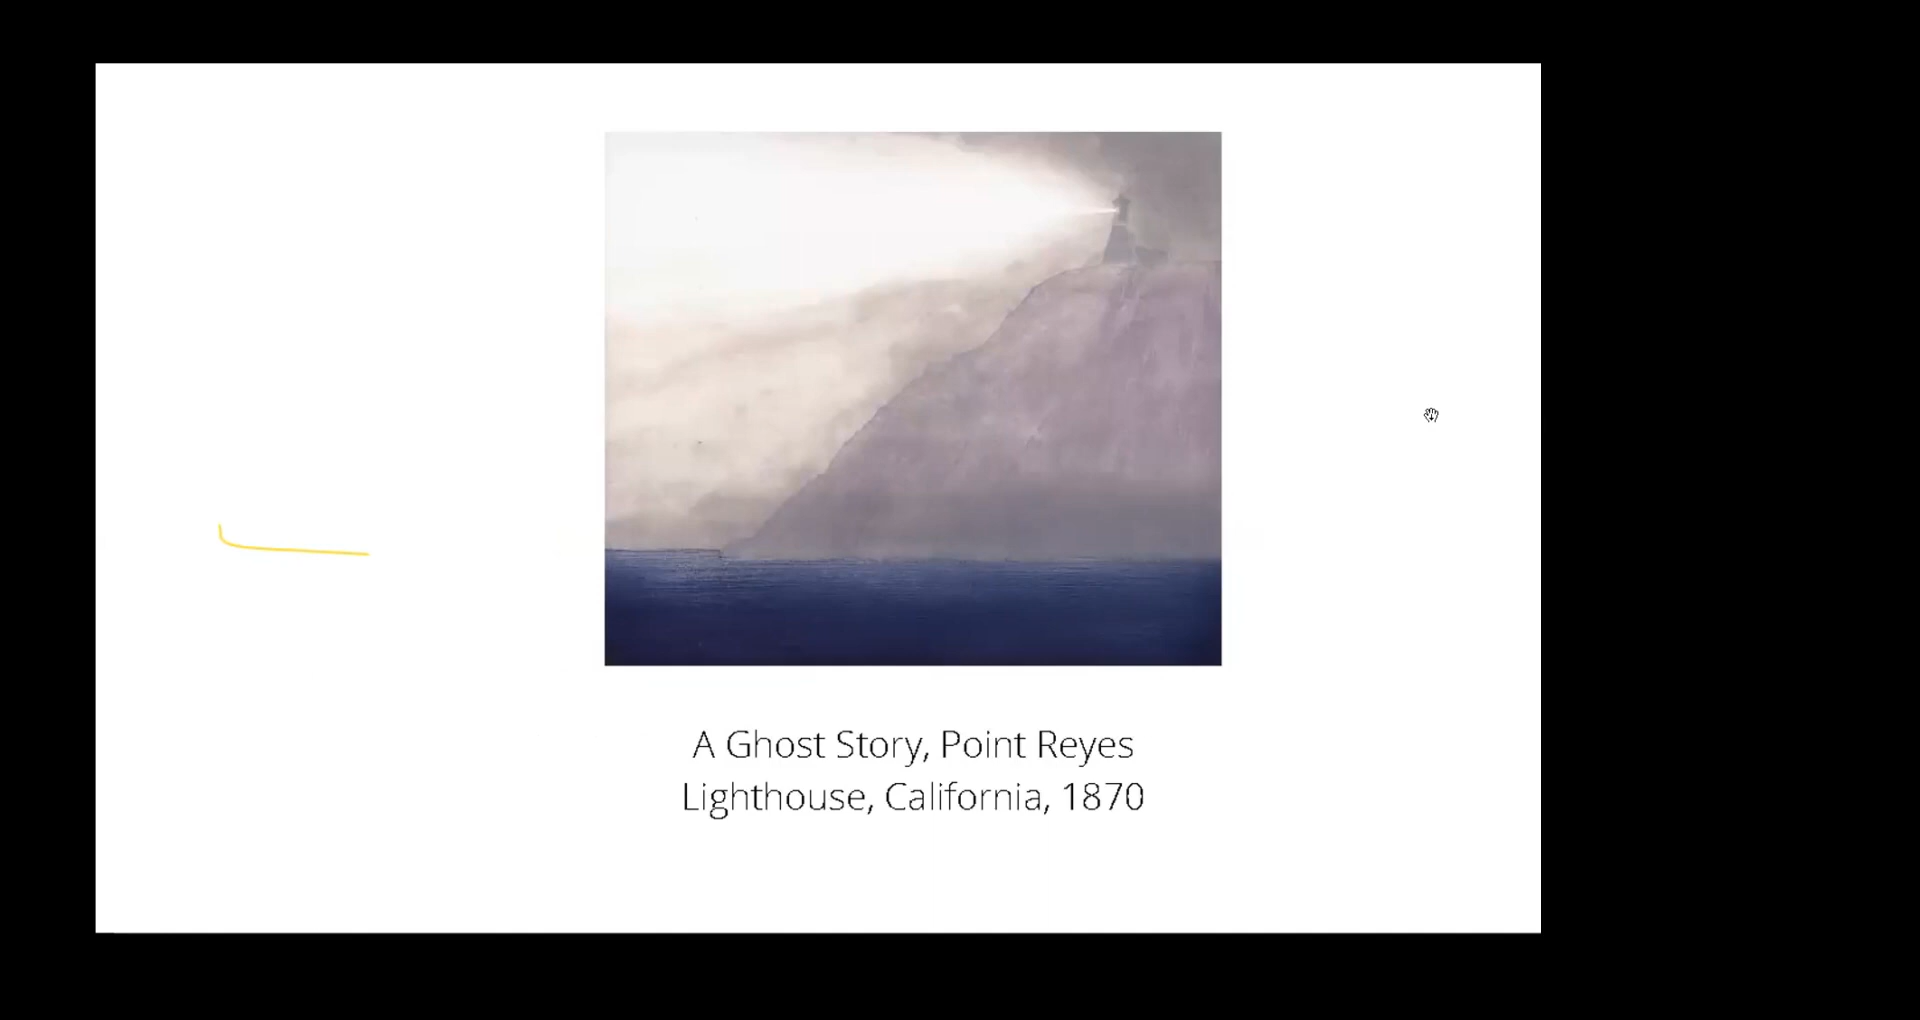 A Ghost Story, Point Reyes
Lighthouse, California, 1870